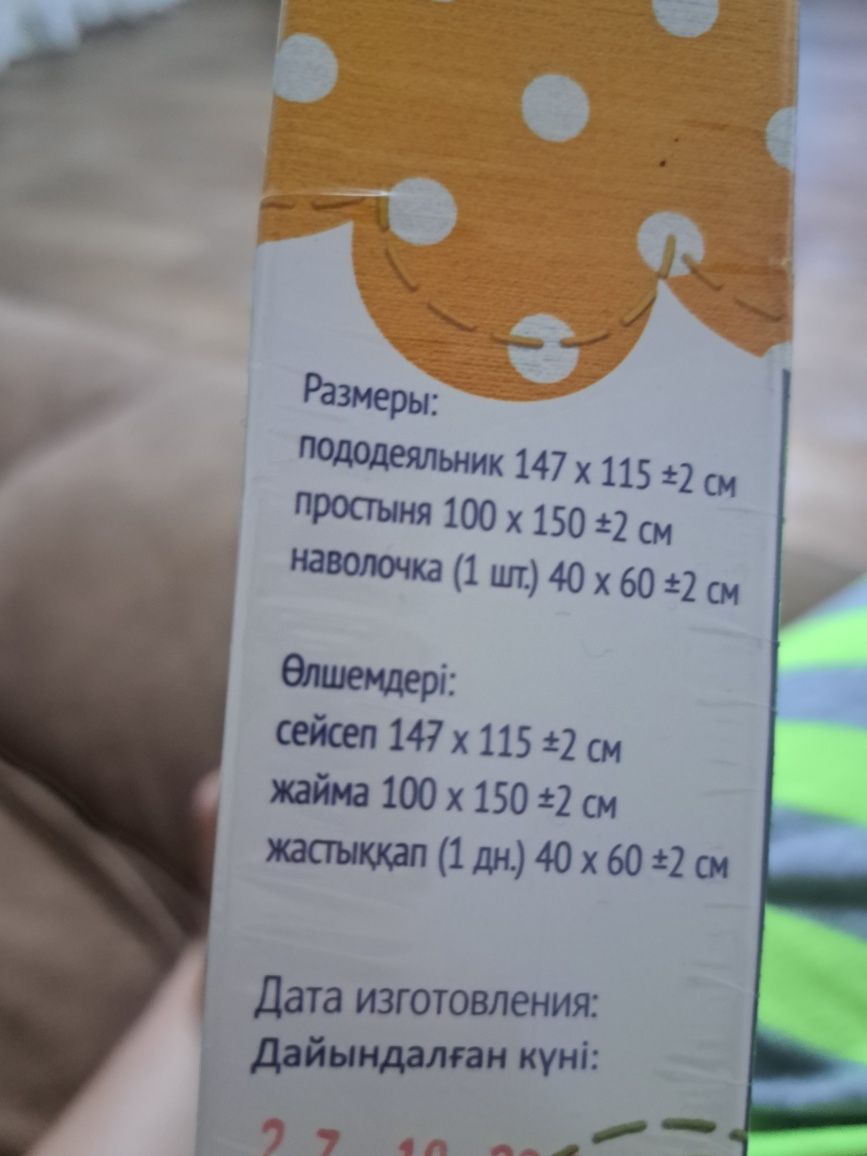 Размеры:
пододеяльник 147 х 115 ±2 см
простыня 100 х 150 ±2 см
наволочка (1 шт.) 40 х 60 ±2 см
Өлшемдері:
сейсеп 147 х 115 ±2 см
жайма 100 х 150 ±2 см
жастыққап (1 дн.) 40 х 60 ±2 см
Дата изготовления:
Дайындалған күні: